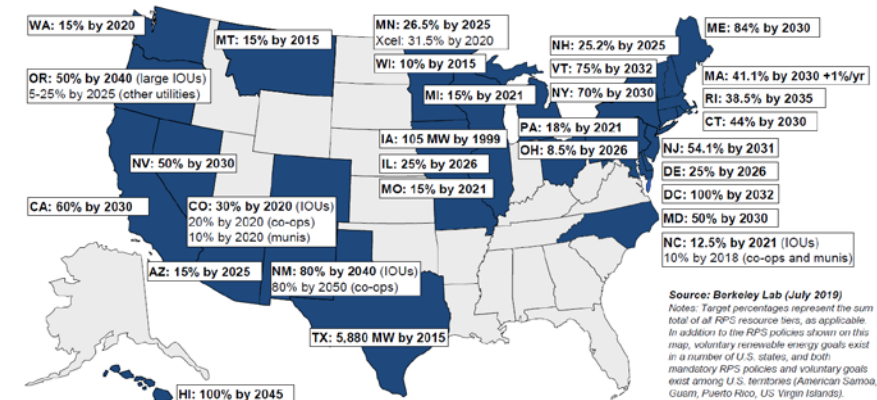 WA: 15% by 2020
MT: 15% by 2015
MN: 26.5% by 2025
Xcel: 31.5% by 2020
WI: 10% by 2015
MI: 15% by 2021
NH: 25.2% by 2025
VT: 75% by 2032
NY: 70% by 2030
ME: 84% by 2030
MA: 41.1% by 2030 +1%/yr
RI: 38.5% by 2035
CT: 44% by 2030
OR: 50% by 2040 (large IOUs)
5-25% by 2025 (other utilities)
PA: 18% by 2021
OH: 8.5% by 2026
IA: 105 MW by 1999
IL: 25% by 2026
MO: 15% by 2021
NJ: 54.1% by 2031
DE: 25% by 2026
DC: 100% by 2032
MD: 50% by 2030
NC: 12.5% by 2021 (IOUs)
10% by 2018 (co-ops and munis)
NV: 50% by 2030
CA: 60% by 2030
CO: 30% by 2020 (IOUs)
20% by 2020 (co-ops)
10% by 2020 (munis)
AZ: 15% by 2025
NM: 80% by 2040 (IOUs)
80% by 2050 (co-ops)
TX: 5,880 MW by 2015
HI: 100% by 2045
Source: Berkeley Lab (July 2019)
Notes: Target percentages represent the sum
total of all RPS resource tiers, as applicable.
In addition to the RPS policies shown on this
map, voluntary renewable energy goals exist
in a number of U.S. states, and both
mandatory RPS policies and voluntary goals
exist among U.S. territories (American Samoa,
Guam, Puerto Rico, US Virgin Islands).